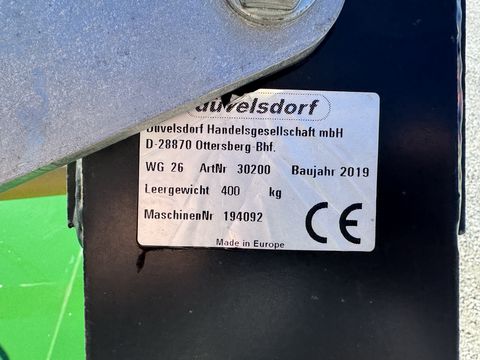 düvelsdorf
Düvelsdorf Handelsgesellschaft mbH
D-28870 Ottersberg-Bhf.
WG 26 ArtNr 30200 Baujahr 2019
Leergewicht 400 kg
MaschinenNr 194092
CE
Made in Europe